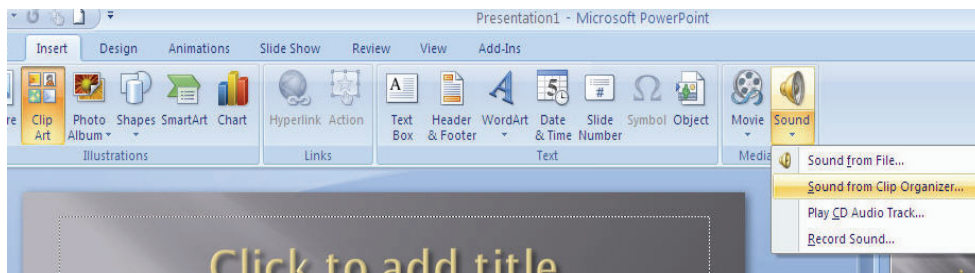 Presentation1 - Microsoft PowerPoint
Insert Design Animations Slide Show Review View Add-Ins
re Clip Art Photo Album Shapes SmartArt Chart Hyperlink Action Text Box Header & Footer WordArt Date & Time Slide Number Symbol Object Movie Sound
Illustrations Links Text Media
Sound from File...
Sound from Clip Organizer...
Play CD Audio Track...
Record Sound...
Click to add title